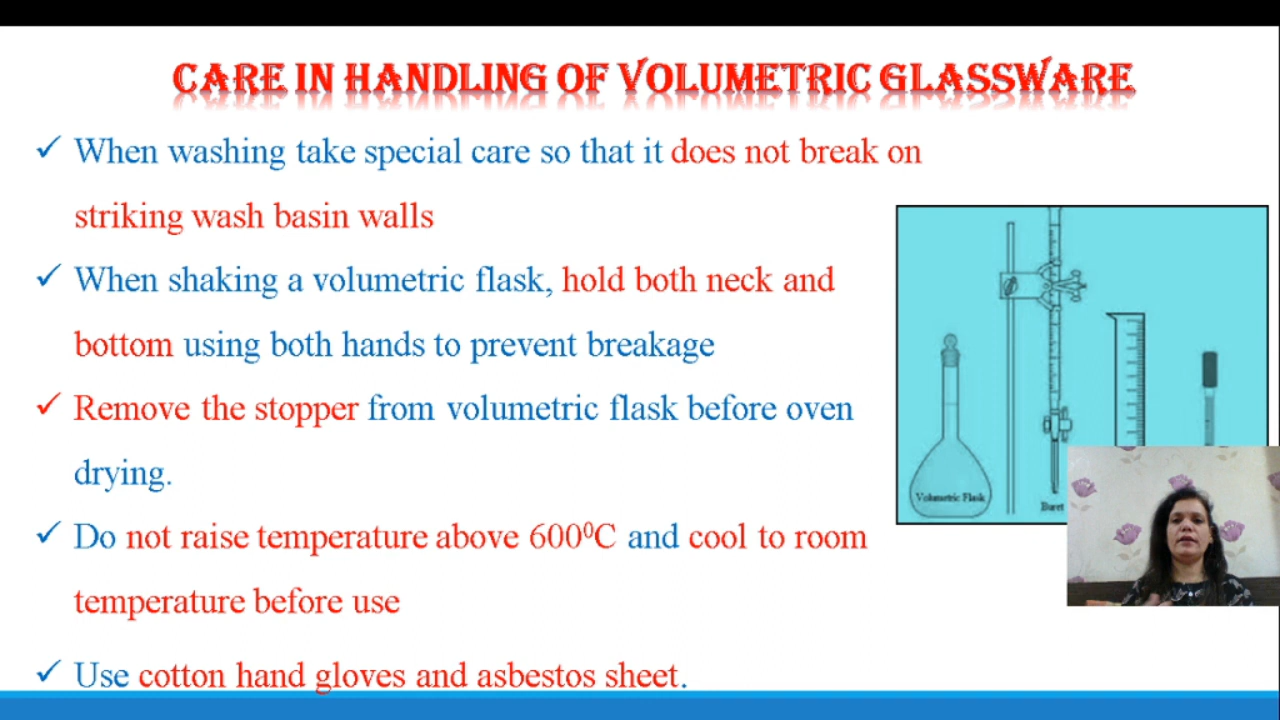 CARE IN HANDLING OF VOLUMETRIC GLASSWARE
✓ When washing take special care so that it does not break on
striking wash basin walls
✓ When shaking a volumetric flask, hold both neck and
bottom using both hands to prevent breakage
✓ Remove the stopper from volumetric flask before oven
drying.
✓ Do not raise temperature above 600⁰C and cool to room
temperature before use
✓ Use cotton hand gloves and asbestos sheet.
Volumetric Flask
Buret